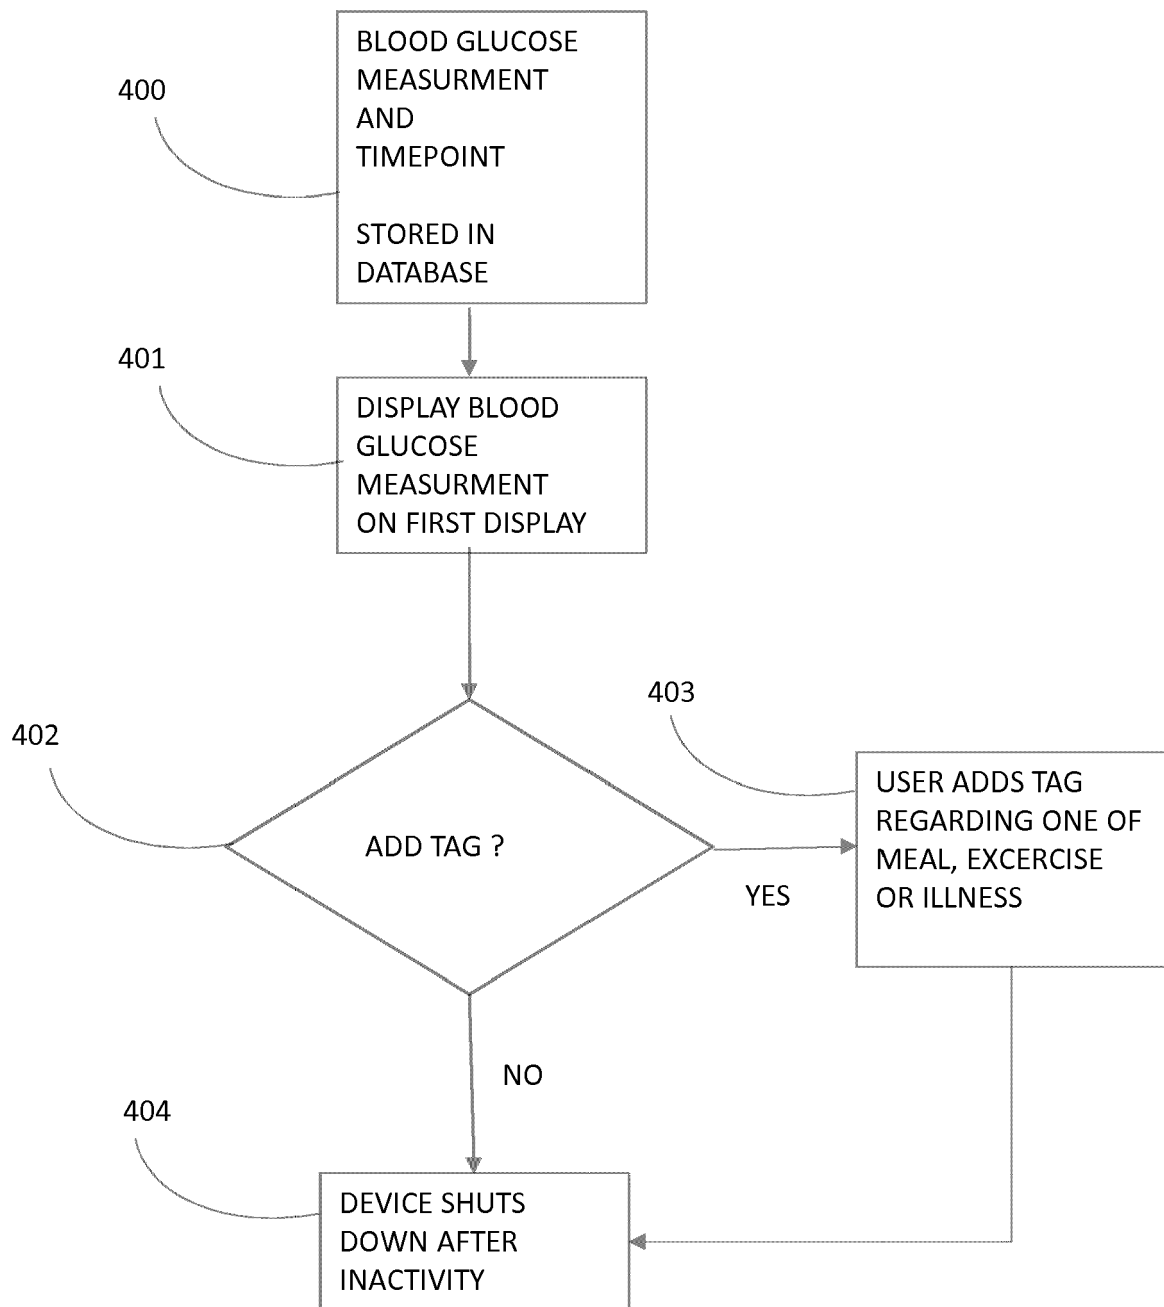 400
BLOOD GLUCOSE
MEASURMENT
AND
TIMEPOINT
STORED IN
DATABASE
401
DISPLAY BLOOD
GLUCOSE
MEASURMENT
ON FIRST DISPLAY
402
ADD TAG ?
403
YES
USER ADDS TAG
REGARDING ONE OF
MEAL, EXCERCISE
OR ILLNESS
NO
404
DEVICE SHUTS
DOWN AFTER
INACTIVITY